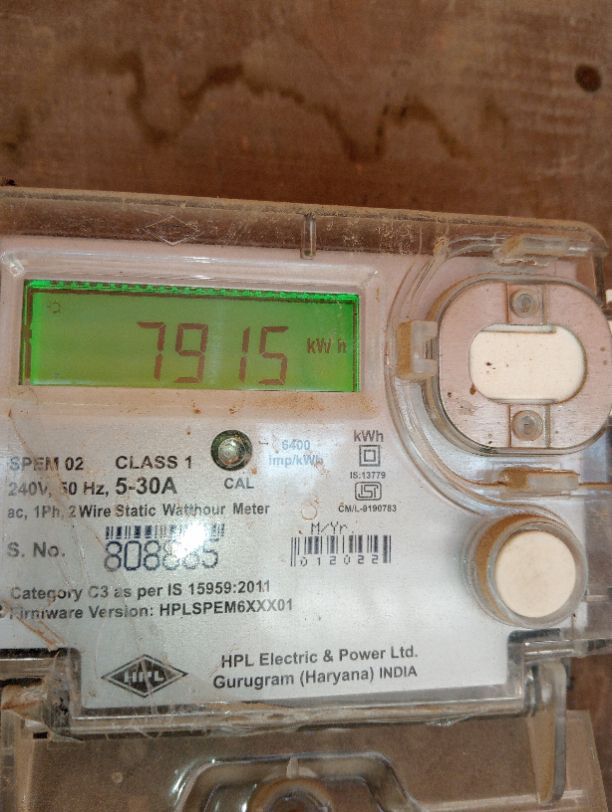 7915 kWh
6400
imp/kWh
kWh
IS:13779
CM/L-9190783
SPEM 02 CLASS 1
240V, 50 Hz, 5-30A
CAL
ac, 1Ph, 2Wire Static Watthour Meter
M/Yr
S. No.
012022
Category C3 as per IS 15959:2011
Firmware Version: HPLSPEM6XXX01
HPL
HPL Electric & Power Ltd.
Gurugram (Haryana) INDIA